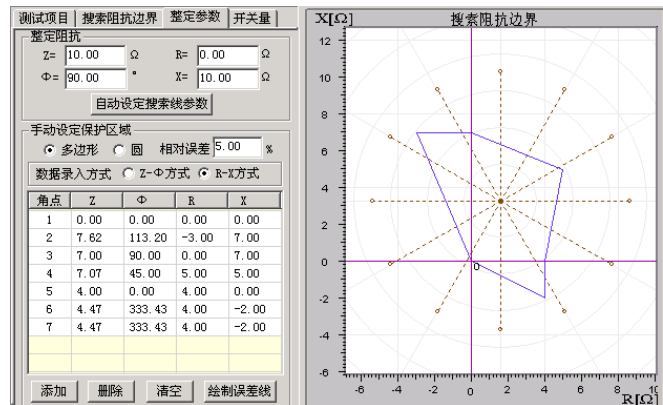 测试项目 搜索阻抗边界 整定参数 开关量
整定阻抗
Z= 10.00 Ω R= 0.00 Ω
Φ= 90.00 ° X= 10.00 Ω
自动设定搜索线参数
手动设定保护区域
多边形 圆 相对误差 5.00 %
数据录入方式 Z-Φ方式 R-X方式
角点 Z Φ R X
1 0.00 0.00 0.00 0.00
2 7.62 113.20 -3.00 7.00
3 7.00 90.00 0.00 7.00
4 7.07 45.00 5.00 5.00
5 4.00 0.00 4.00 0.00
6 4.47 333.43 4.00 -2.00
7 4.47 333.43 4.00 -2.00
添加 删除 清空 绘制误差线
X[Ω] 搜索阻抗边界
12
10
8
6
4
2
0
0
-2
-4
-6
-6 -4 -2 0 2 4 6 8 10
R[Ω]